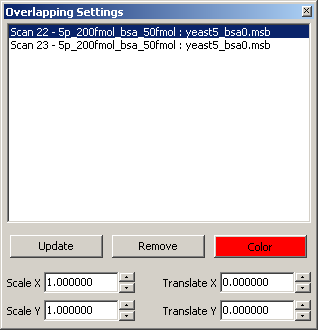 Overlapping Settings
Scan 22 - 5p_200fmol_bsa_50fmol : yeast5_bsa0.msb
Scan 23 - 5p_200fmol_bsa_50fmol : yeast5_bsa0.msb
Update Remove Color
Scale X 1.000000 Translate X 0.000000
Scale Y 1.000000 Translate Y 0.000000